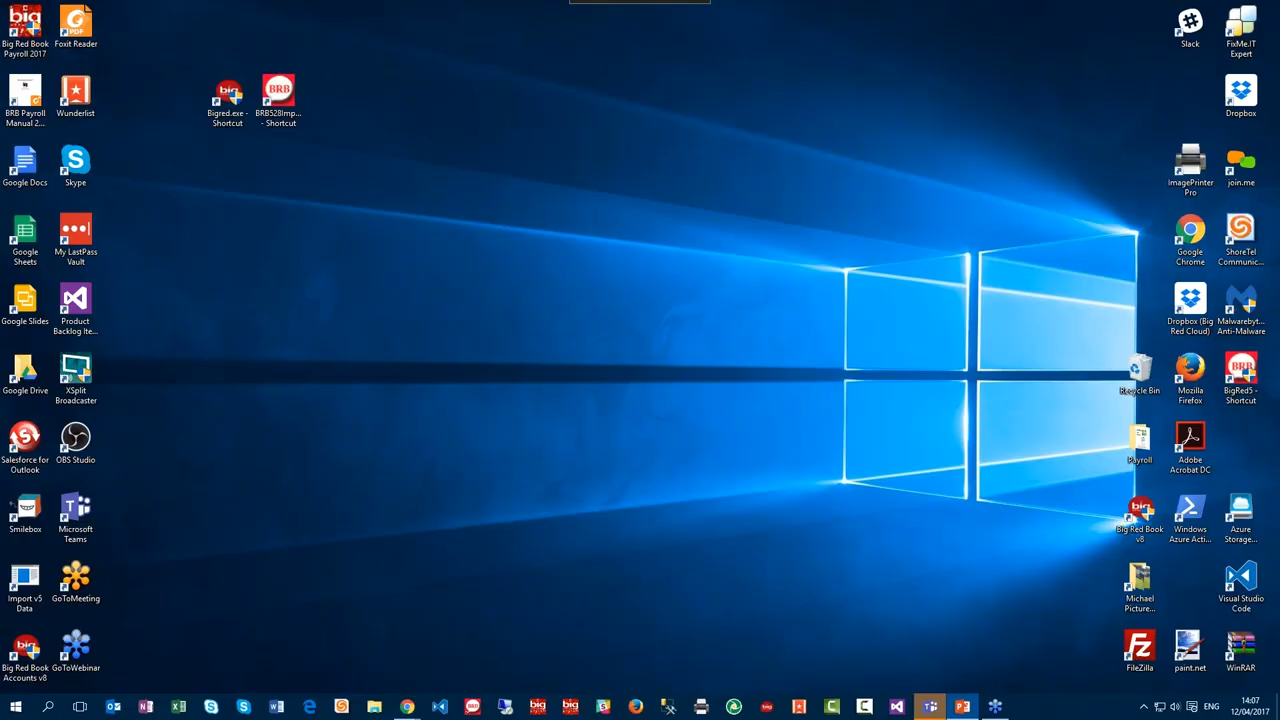 Big Red Book
Payroll 2017
Foxit Reader
BRB Payroll
Manual 2...
Wunderlist
Bigred.exe -
Shortcut
BRB528Imp...
- Shortcut
Google Docs
Skype
Google
Sheets
My LastPass
Vault
Google Slides
Product
Backlog Ite...
Google Drive
XSplit
Broadcaster
Salesforce for
Outlook
OBS Studio
Smilebox
Microsoft
Teams
Import v5
Data
GoToMeeting
Big Red Book
Accounts v8
GoToWebinar
Slack
FixMe.IT
Expert
Dropbox
ImagePrinter
Pro
join.me
Google
Chrome
ShoreTel
Communic...
Dropbox (Big
Red Cloud)
Malwarebyt...
Anti-Malware
Recycle Bin
Mozilla
Firefox
BigRed5 -
Shortcut
Payroll
Adobe
Acrobat DC
Big Red Book
v8
Windows
Azure Acti...
Azure
Storage...
Michael
Picture...
Visual Studio
Code
FileZilla
paint.net
WinRAR
ENG
14:07
12/04/2017